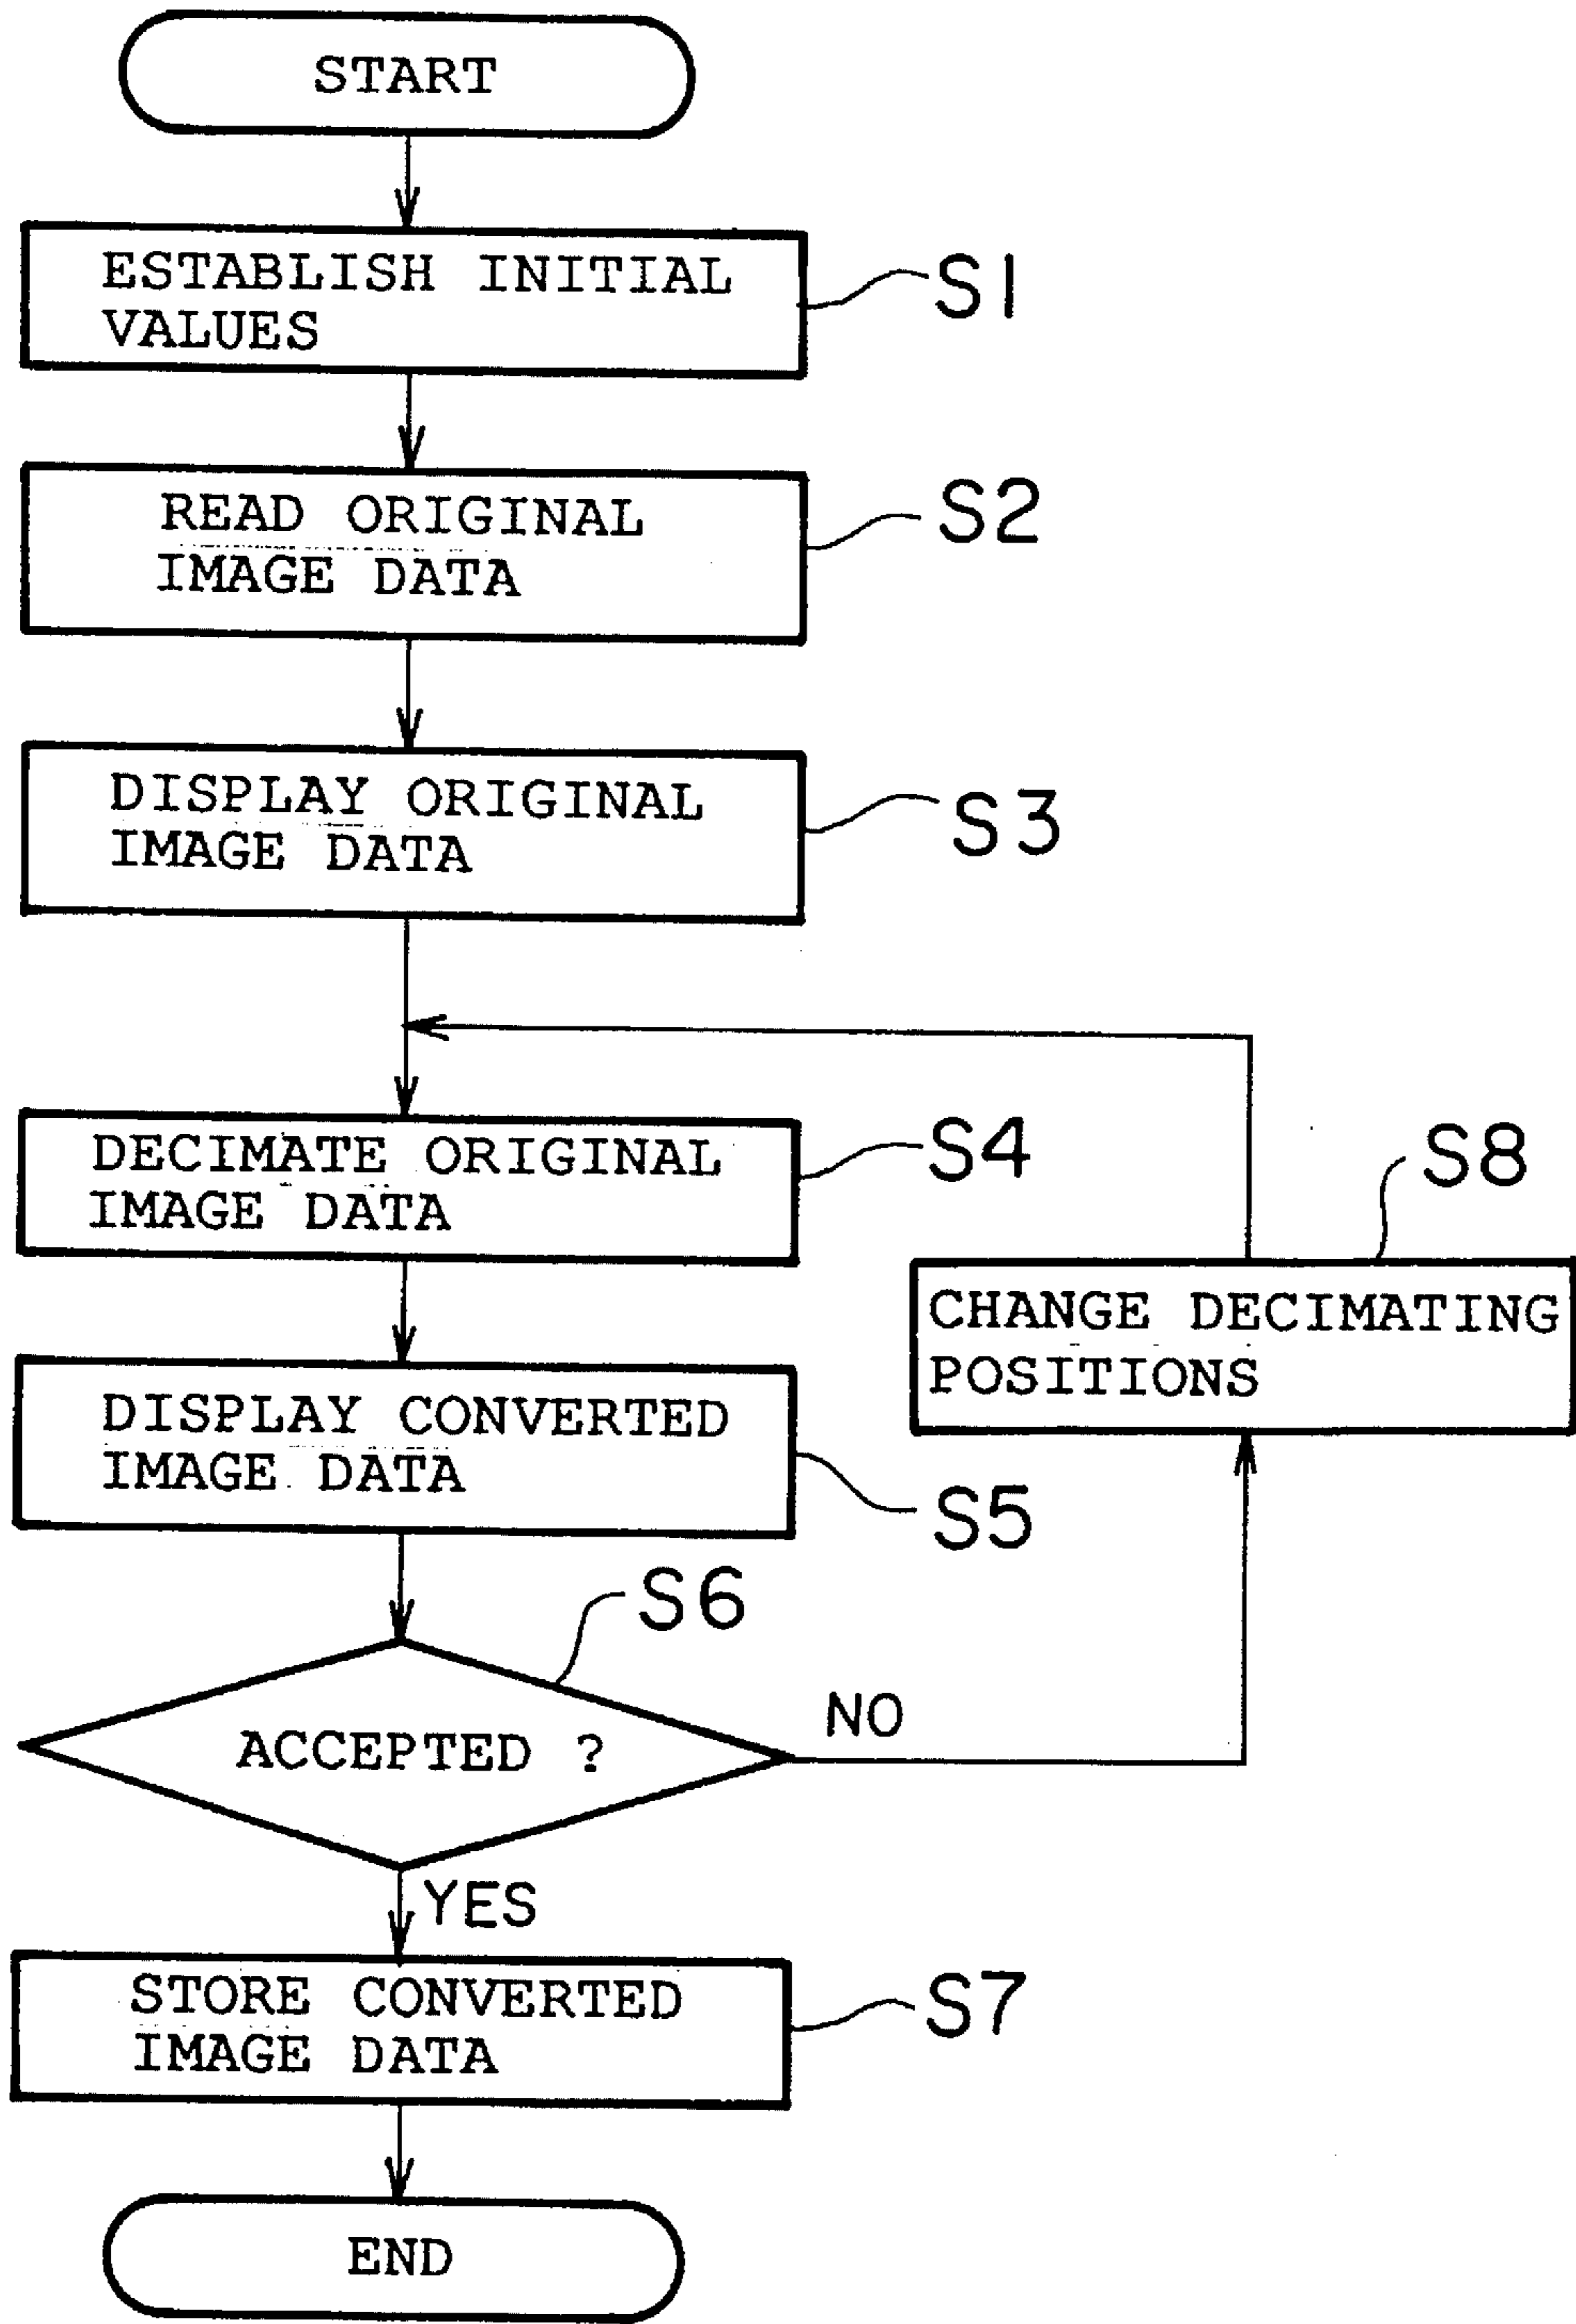 START
ESTABLISH INITIAL
VALUES
S1
READ ORIGINAL
IMAGE DATA
S2
DISPLAY ORIGINAL
IMAGE DATA
S3
DECIMATE ORIGINAL
IMAGE DATA
S4
S8
CHANGE DECIMATING
POSITIONS
DISPLAY CONVERTED
IMAGE DATA
S5
S6
ACCEPTED ?
NO
YES
STORE CONVERTED
IMAGE DATA
S7
END